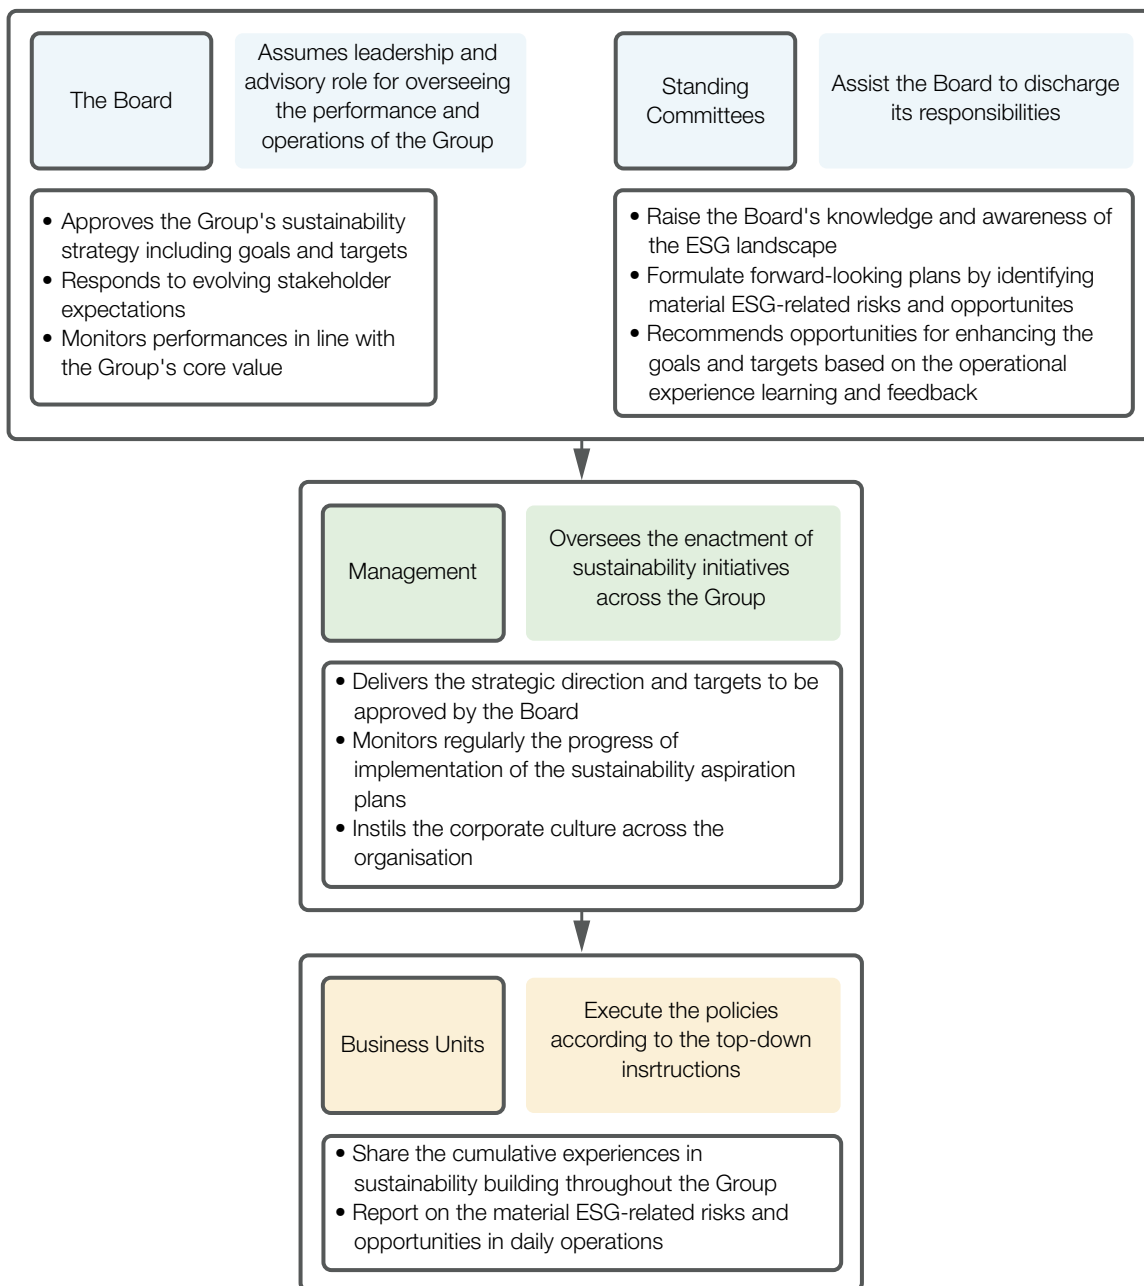 The Board
Assumes leadership and
advisory role for overseeing
the performance and
operations of the Group
• Approves the Group's sustainability
strategy including goals and targets
• Responds to evolving stakeholder
expectations
• Monitors performances in line with
the Group's core value
Standing
Committees
Assist the Board to discharge
its responsibilities
• Raise the Board's knowledge and awareness of
the ESG landscape
• Formulate forward-looking plans by identifying
material ESG-related risks and opportunites
• Recommends opportunities for enhancing the
goals and targets based on the operational
experience learning and feedback
Management
Oversees the enactment of
sustainability initiatives
across the Group
• Delivers the strategic direction and targets to be
approved by the Board
• Monitors regularly the progress of
implementation of the sustainability aspiration
plans
• Instils the corporate culture across the
organisation
Business Units
Execute the policies
according to the top-down
insrtructions
• Share the cumulative experiences in
sustainability building throughout the Group
• Report on the material ESG-related risks and
opportunities in daily operations